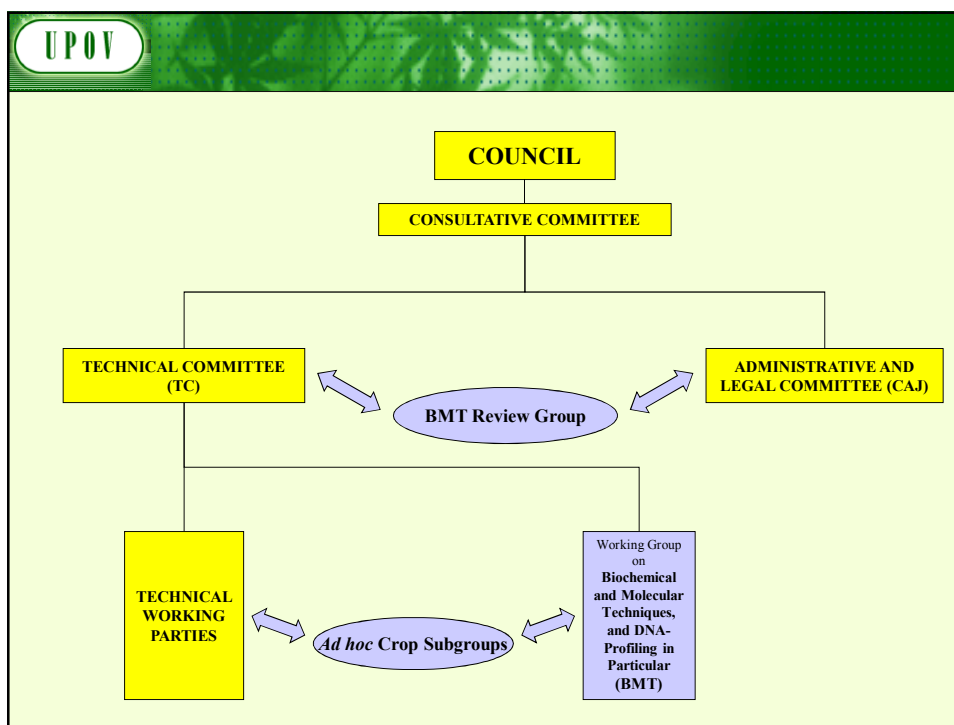 UPOV
COUNCIL
CONSULTATIVE COMMITTEE
TECHNICAL COMMITTEE
(TC)
ADMINISTRATIVE AND
LEGAL COMMITTEE (CAJ)
BMT Review Group
TECHNICAL
WORKING
PARTIES
Ad hoc Crop Subgroups
Working Group
on
Biochemical
and Molecular
Techniques,
and DNA-
Profiling in
Particular
(BMT)